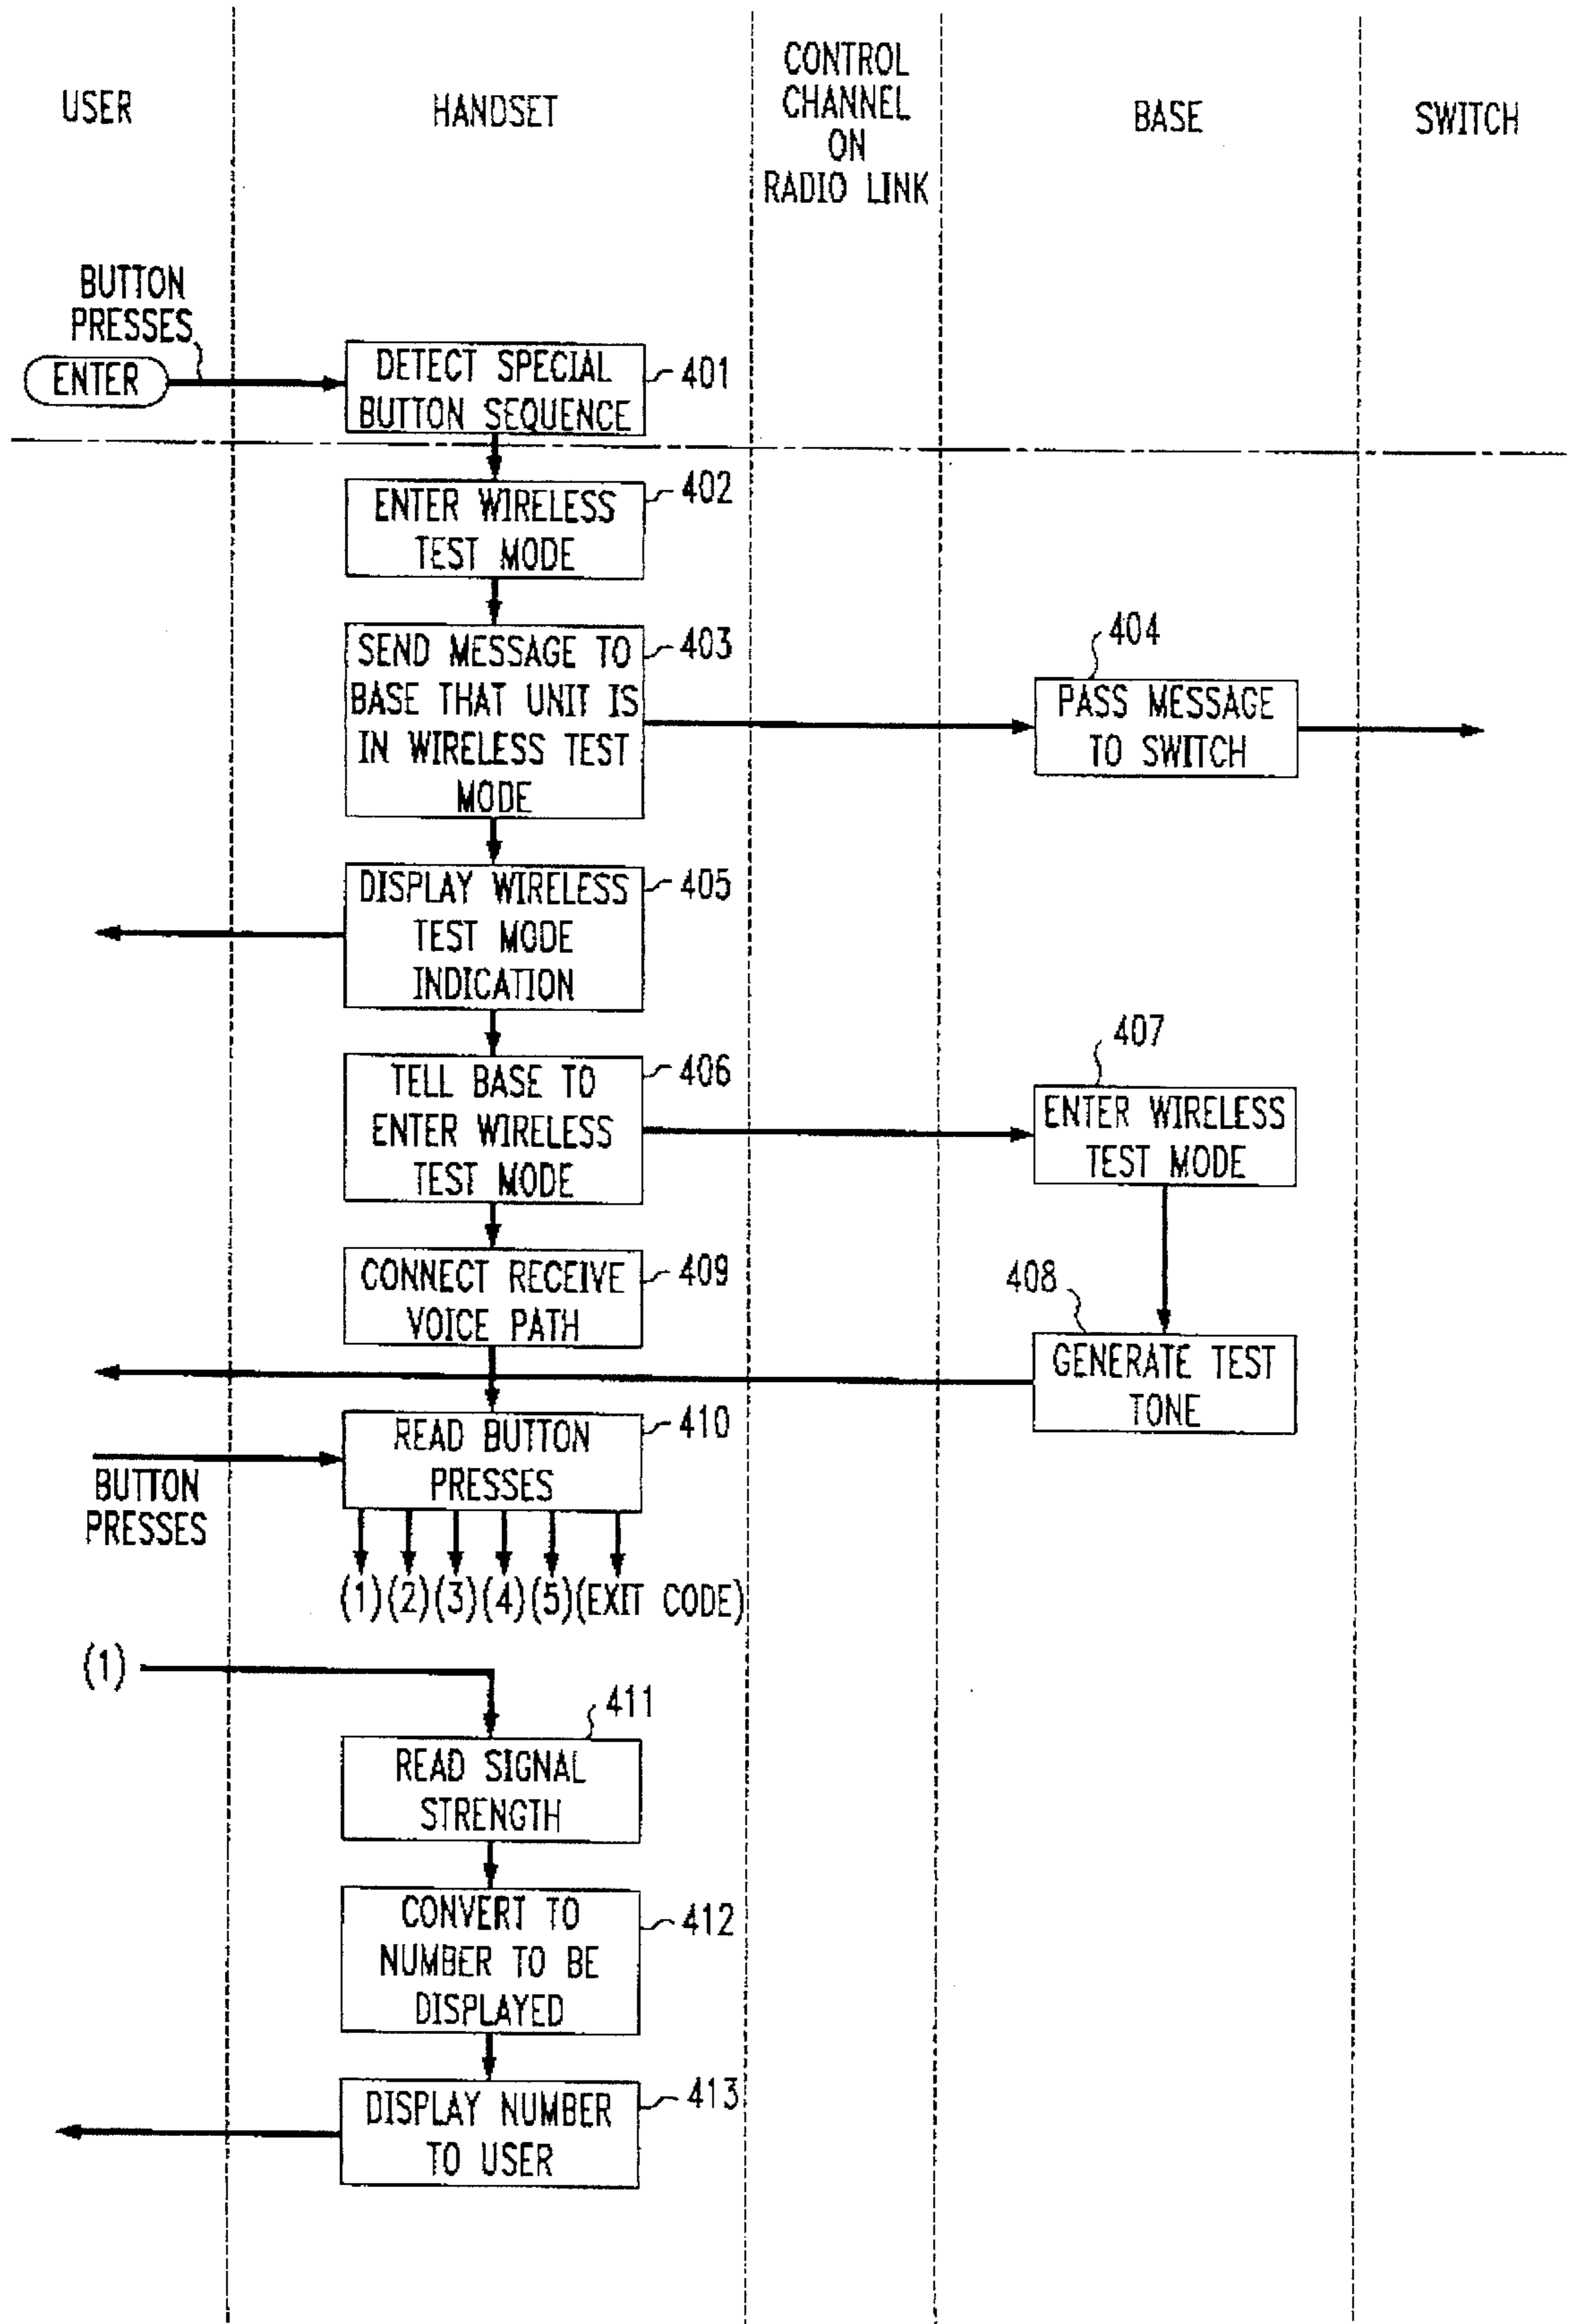 USER
HANDSET
CONTROL
CHANNEL
ON
RADIO LINK
BASE
SWITCH
BUTTON
PRESSES
ENTER
DETECT SPECIAL
BUTTON SEQUENCE
401
ENTER WIRELESS
TEST MODE
402
SEND MESSAGE TO
BASE THAT UNIT IS
IN WIRELESS TEST
MODE
403
404
PASS MESSAGE
TO SWITCH
DISPLAY WIRELESS
TEST MODE
INDICATION
405
TELL BASE TO
ENTER WIRELESS
TEST MODE
406
407
ENTER WIRELESS
TEST MODE
CONNECT RECEIVE
VOICE PATH
409
408
GENERATE TEST
TONE
READ BUTTON
PRESSES
410
BUTTON
PRESSES
(1) (2) (3) (4) (5) (EXIT CODE)
(1)
411
READ SIGNAL
STRENGTH
CONVERT TO
NUMBER TO BE
DISPLAYED
412
DISPLAY NUMBER
TO USER
413